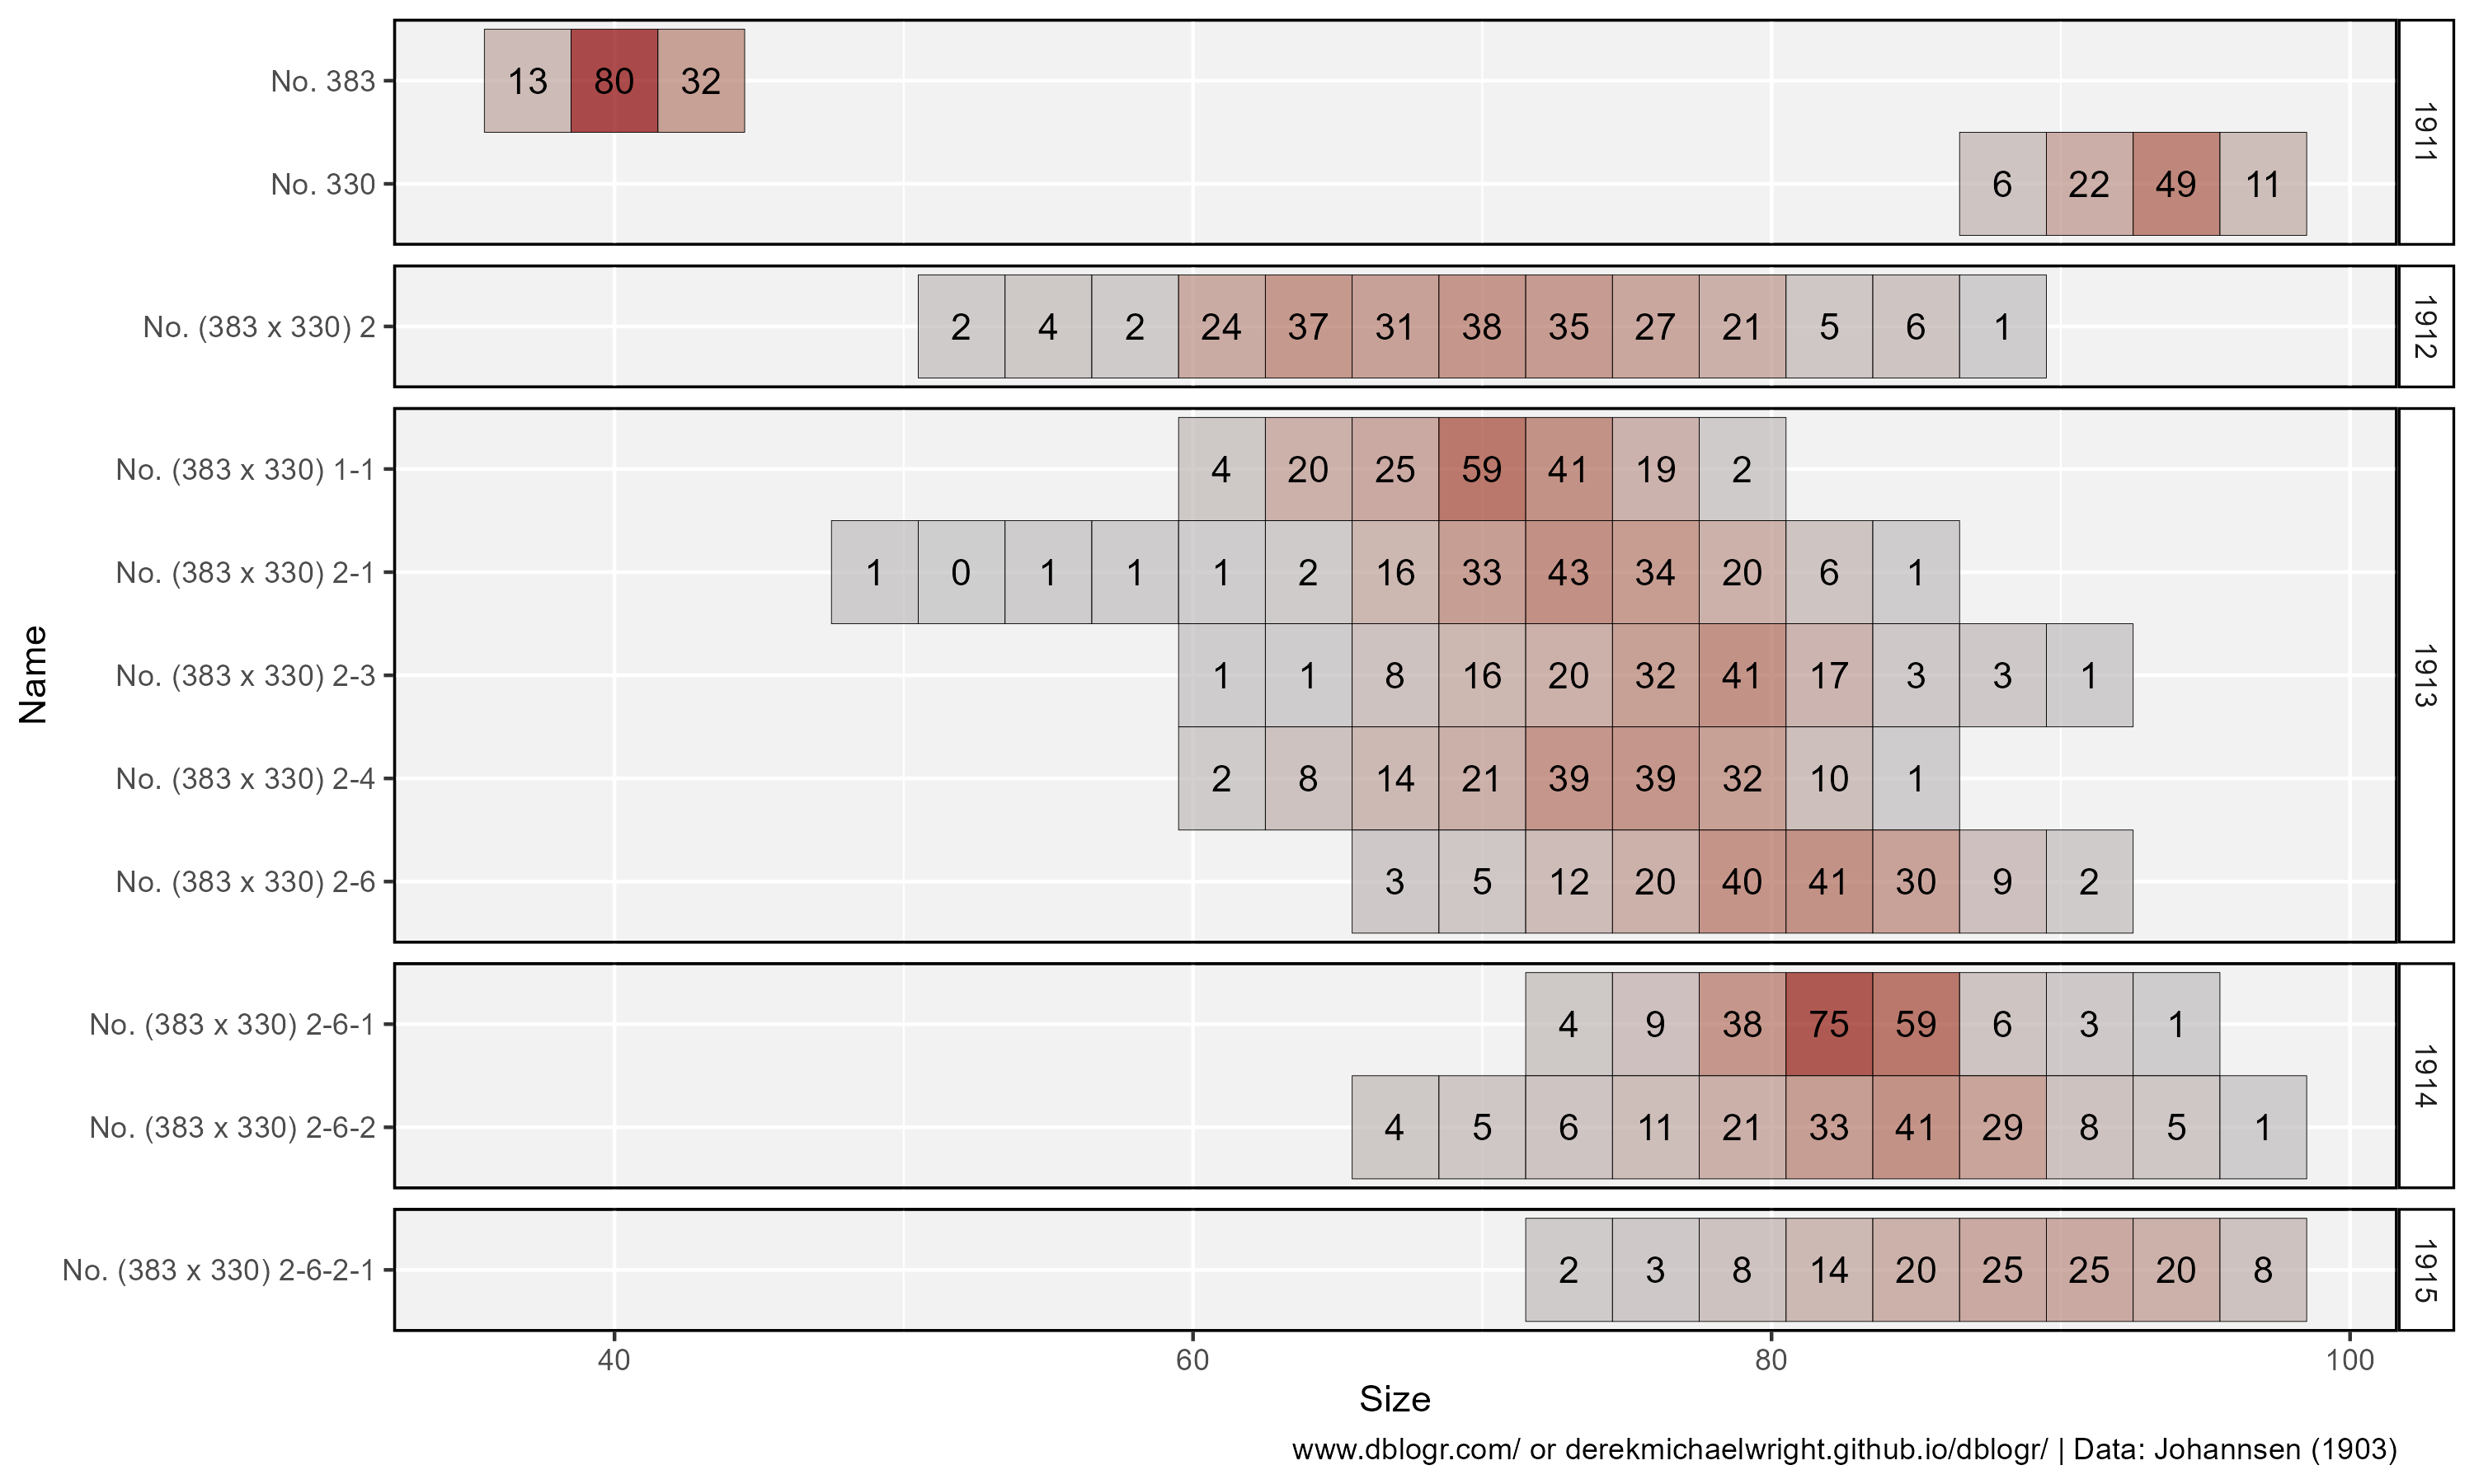 No. 383 13 80 32
No. 330 6 22 49 11
1911
No. (383 x 330) 2 2 4 2 24 37 31 38 35 27 21 5 6 1
1912
No. (383 x 330) 1-1 4 20 25 59 41 19 2
No. (383 x 330) 2-1 1 0 1 1 1 2 16 33 43 34 20 6 1
No. (383 x 330) 2-3 1 1 8 16 20 32 41 17 3 3 1
No. (383 x 330) 2-4 2 8 14 21 39 39 32 10 1
No. (383 x 330) 2-6 3 5 12 20 40 41 30 9 2
1913
Name
No. (383 x 330) 2-6-1 4 9 38 75 59 6 3 1
No. (383 x 330) 2-6-2 4 5 6 11 21 33 41 29 8 5 1
1914
No. (383 x 330) 2-6-2-1 2 3 8 14 20 25 25 20 8
1915
40 60 80 100
Size
www.dblogr.com/ or derekmichaelwright.github.io/dblogr/ | Data: Johannsen (1903)